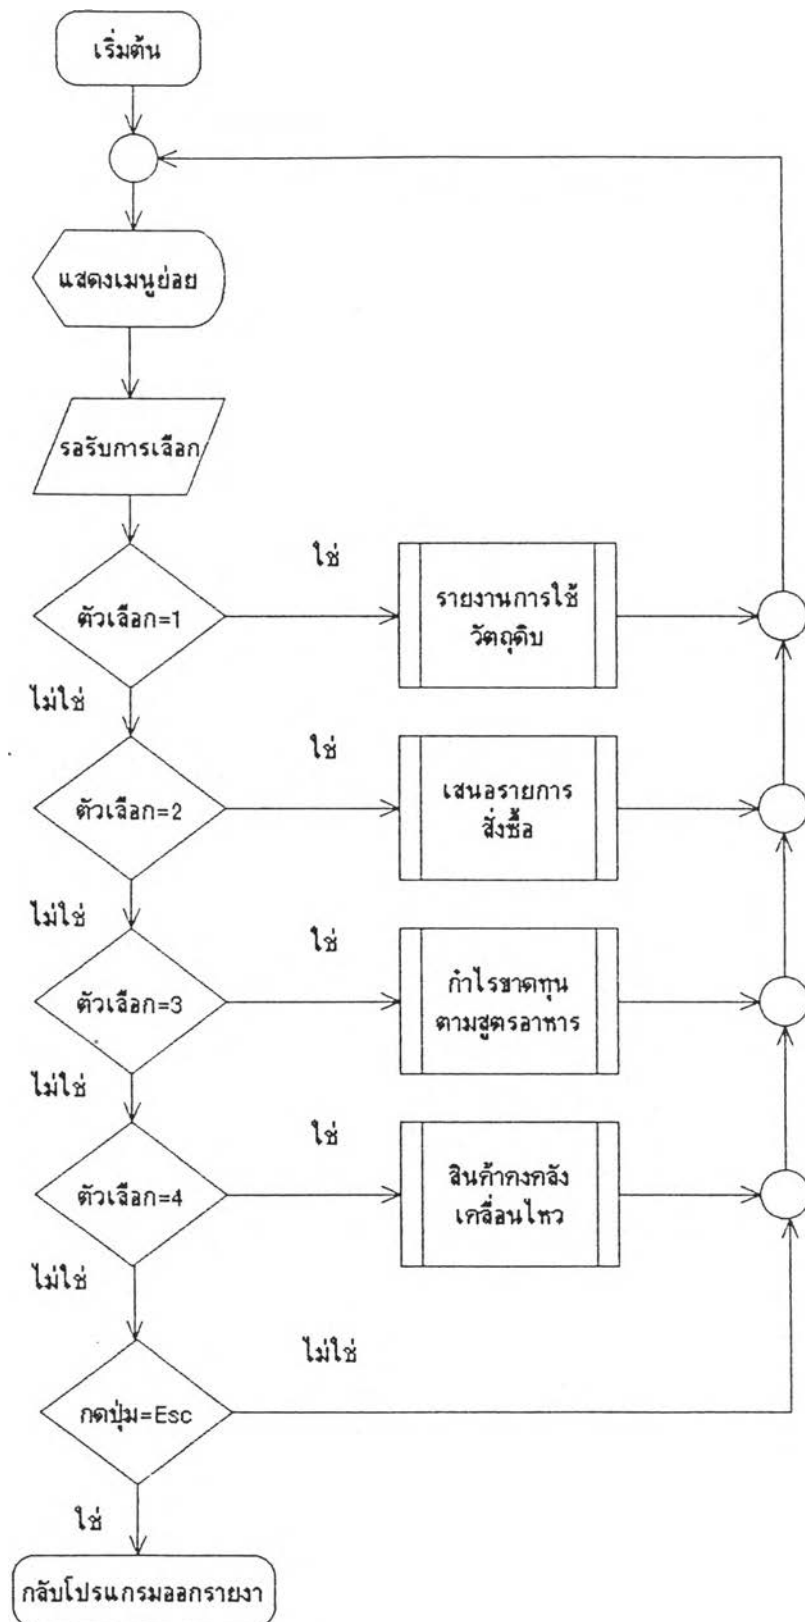 เริ่มต้น
แสดงเมนูย่อย
รอรับการเลือก
ใช่
ตัวเลือก=1
รายงานการใช้
วัตถุดิบ
ไม่ใช่
ใช่
ตัวเลือก=2
เสนอรายการ
สั่งซื้อ
ไม่ใช่
ใช่
ตัวเลือก=3
กำไรขาดทุน
ตามสูตรอาหาร
ไม่ใช่
ใช่
ตัวเลือก=4
สินค้าคงคลัง
เคลื่อนไหว
ไม่ใช่
ไม่ใช่
กดปุ่ม=Esc
ใช่
กลับโปรแกรมออกรายงา